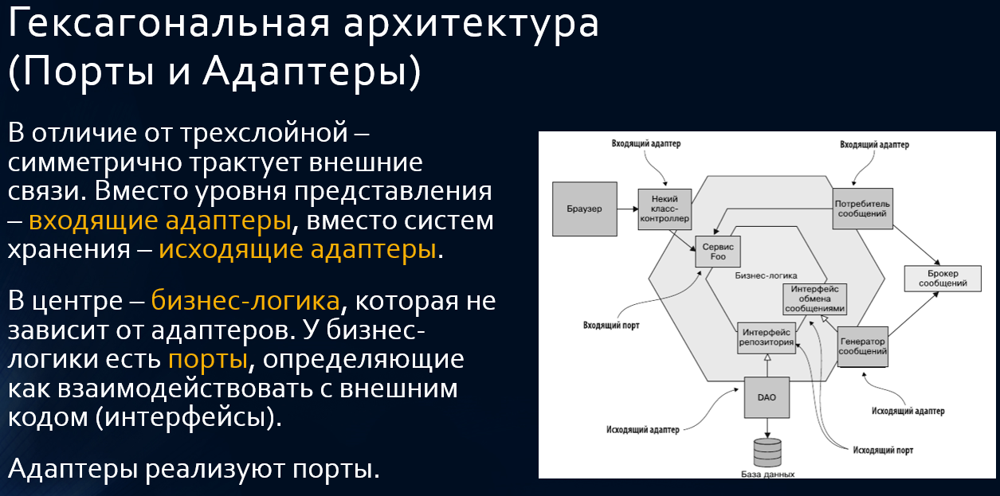 Гексагональная архитектура
(Порты и Адаптеры)
В отличие от трехслойной –
симметрично трактует внешние
связи. Вместо уровня представления
– входящие адаптеры, вместо систем
хранения – исходящие адаптеры.
В центре – бизнес-логика, которая не
зависит от адаптеров. У бизнес-
логики есть порты, определяющие
как взаимодействовать с внешним
кодом (интерфейсы).
Адаптеры реализуют порты.
Входящий адаптер
Входящий адаптер
Браузер
Некий
класс-
контроллер
Потребитель
сообщений
Сервис
Foo
Бизнес-логика
Брокер
сообщений
Интерфейс
обмена
сообщениями
Входящий порт
Интерфейс
репозитория
Генератор
сообщений
DAO
Исходящий адаптер
Исходящий адаптер
Исходящий порт
База данных